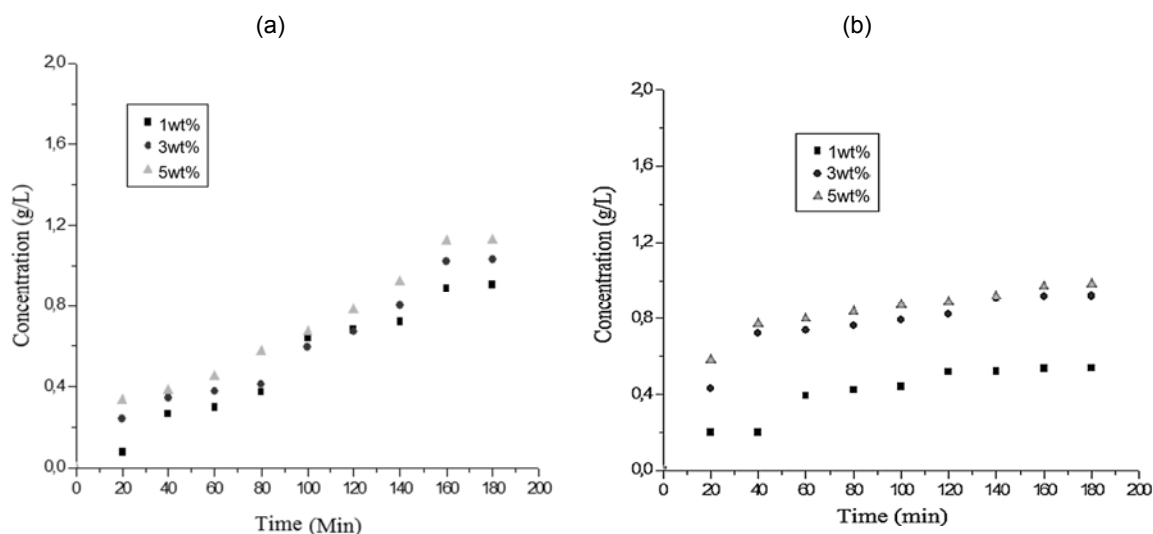 (a)
Concentration (g/L)
2,0
1,6
1,2
0,8
0,4
0,0
1wt%
3wt%
5wt%
0 20 40 60 80 100 120 140 160 180 200
Time (Min)
(b)
Concentration (g/L)
2,0
1,6
1,2
0,8
0,4
0,0
1wt%
3wt%
5wt%
0 20 40 60 80 100 120 140 160 180 200
Time (min)